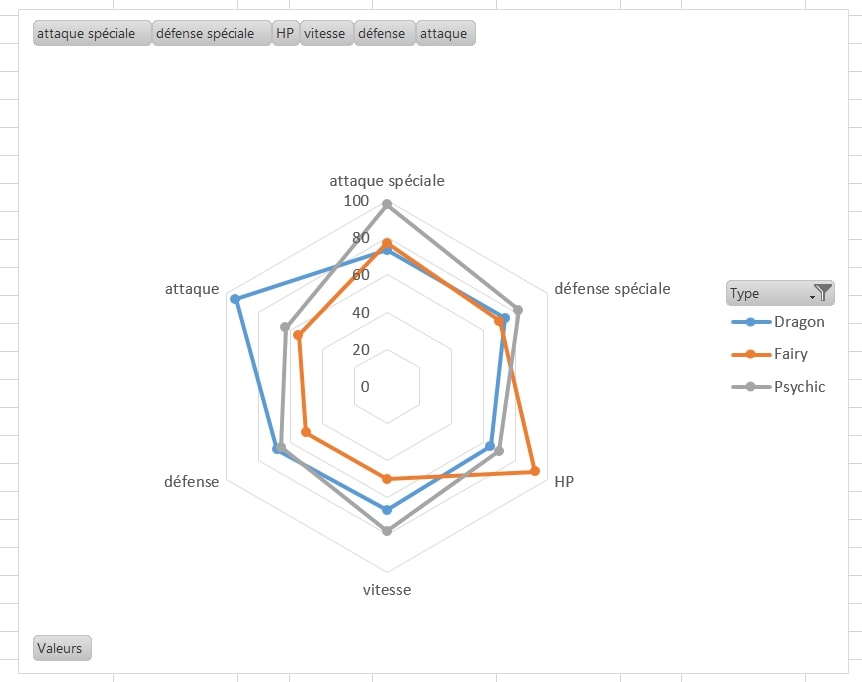 attaque spéciale défense spéciale HP vitesse défense attaque
attaque spéciale
100
80
60
40
20
0
attaque
défense spéciale
défense
HP
vitesse
Type
Dragon
Fairy
Psychic
Valeurs